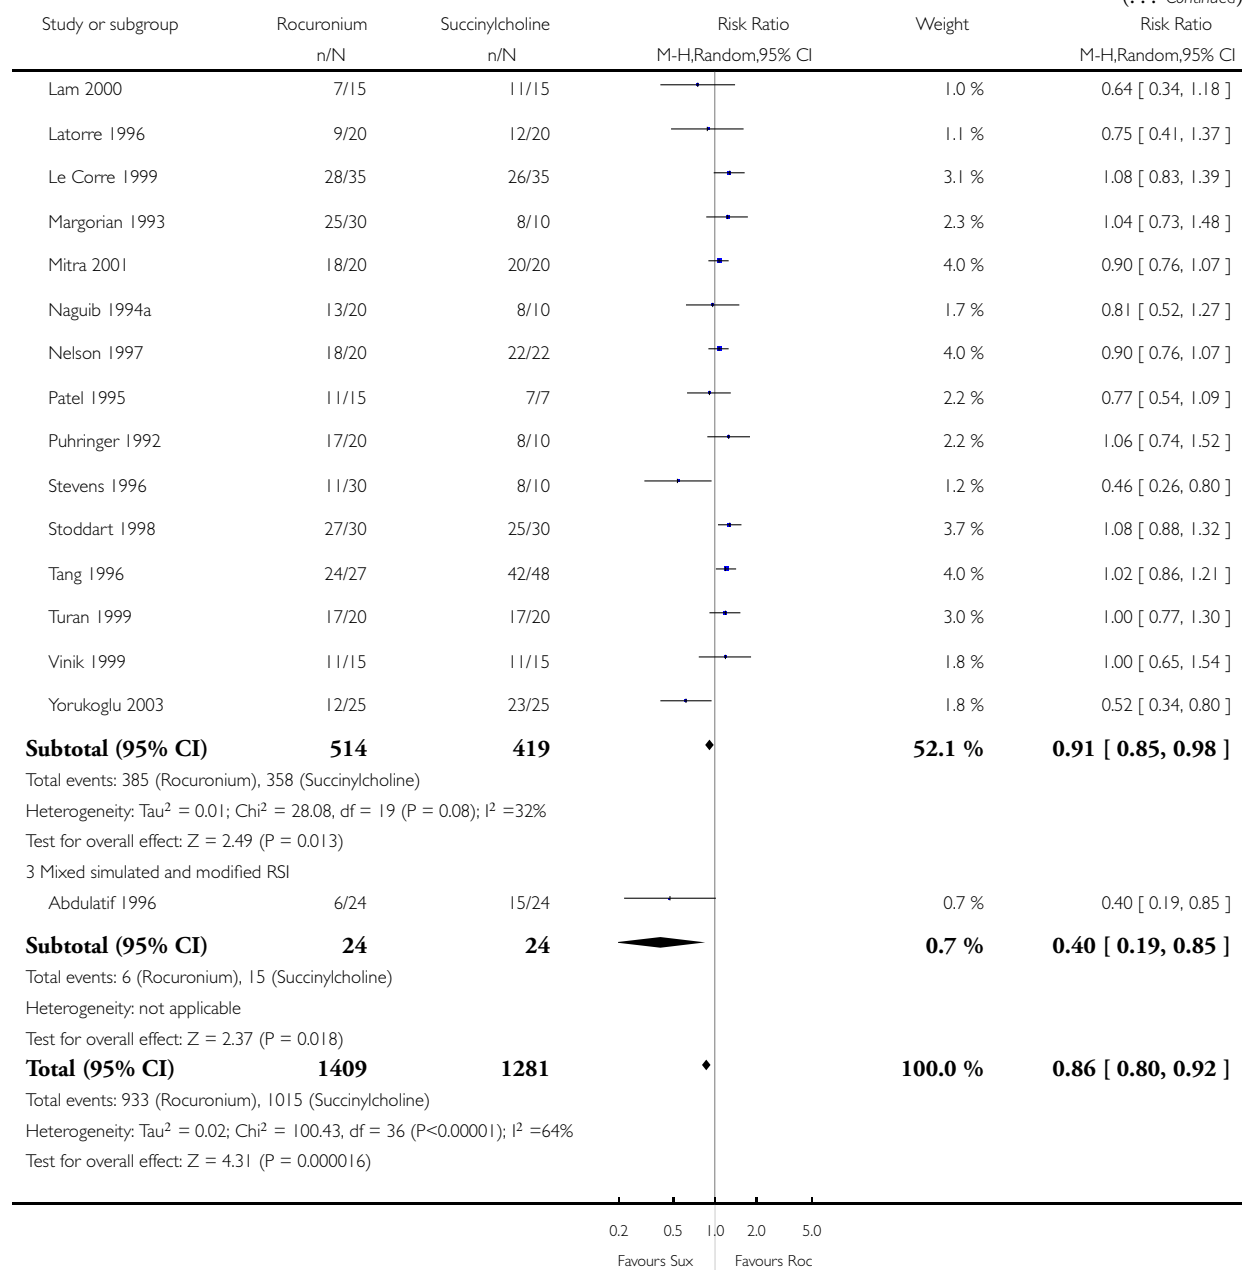 (. . . Continued)
Study or subgroup Rocuronium Succinylcholine Risk Ratio Weight Risk Ratio
n/N n/N M-H,Random,95% CI M-H,Random,95% CI
Lam 2000 7/15 11/15 1.0 % 0.64 [ 0.34, 1.18 ]
Latorre 1996 9/20 12/20 1.1 % 0.75 [ 0.41, 1.37 ]
Le Corre 1999 28/35 26/35 3.1 % 1.08 [ 0.83, 1.39 ]
Margorian 1993 25/30 8/10 2.3 % 1.04 [ 0.73, 1.48 ]
Mitra 2001 18/20 20/20 4.0 % 0.90 [ 0.76, 1.07 ]
Naguib 1994a 13/20 8/10 1.7 % 0.81 [ 0.52, 1.27 ]
Nelson 1997 18/20 22/22 4.0 % 0.90 [ 0.76, 1.07 ]
Patel 1995 11/15 7/7 2.2 % 0.77 [ 0.54, 1.09 ]
Puhringer 1992 17/20 8/10 2.2 % 1.06 [ 0.74, 1.52 ]
Stevens 1996 11/30 8/10 1.2 % 0.46 [ 0.26, 0.80 ]
Stoddart 1998 27/30 25/30 3.7 % 1.08 [ 0.88, 1.32 ]
Tang 1996 24/27 42/48 4.0 % 1.02 [ 0.86, 1.21 ]
Turan 1999 17/20 17/20 3.0 % 1.00 [ 0.77, 1.30 ]
Vinik 1999 11/15 11/15 1.8 % 1.00 [ 0.65, 1.54 ]
Yorukoglu 2003 12/25 23/25 1.8 % 0.52 [ 0.34, 0.80 ]
Subtotal (95% CI) 514 419 52.1 % 0.91 [ 0.85, 0.98 ]
Total events: 385 (Rocuronium), 358 (Succinylcholine)
Heterogeneity: Tau² = 0.01; Chi² = 28.08, df = 19 (P = 0.08); I² =32%
Test for overall effect: Z = 2.49 (P = 0.013)
3 Mixed simulated and modified RSI
Abdulatif 1996 6/24 15/24 0.7 % 0.40 [ 0.19, 0.85 ]
Subtotal (95% CI) 24 24 0.7 % 0.40 [ 0.19, 0.85 ]
Total events: 6 (Rocuronium), 15 (Succinylcholine)
Heterogeneity: not applicable
Test for overall effect: Z = 2.37 (P = 0.018)
Total (95% CI) 1409 1281 100.0 % 0.86 [ 0.80, 0.92 ]
Total events: 933 (Rocuronium), 1015 (Succinylcholine)
Heterogeneity: Tau² = 0.02; Chi² = 100.43, df = 36 (P<0.00001); I² =64%
Test for overall effect: Z = 4.31 (P = 0.000016)
0.2 0.5 1.0 2.0 5.0
Favours Sux Favours Roc